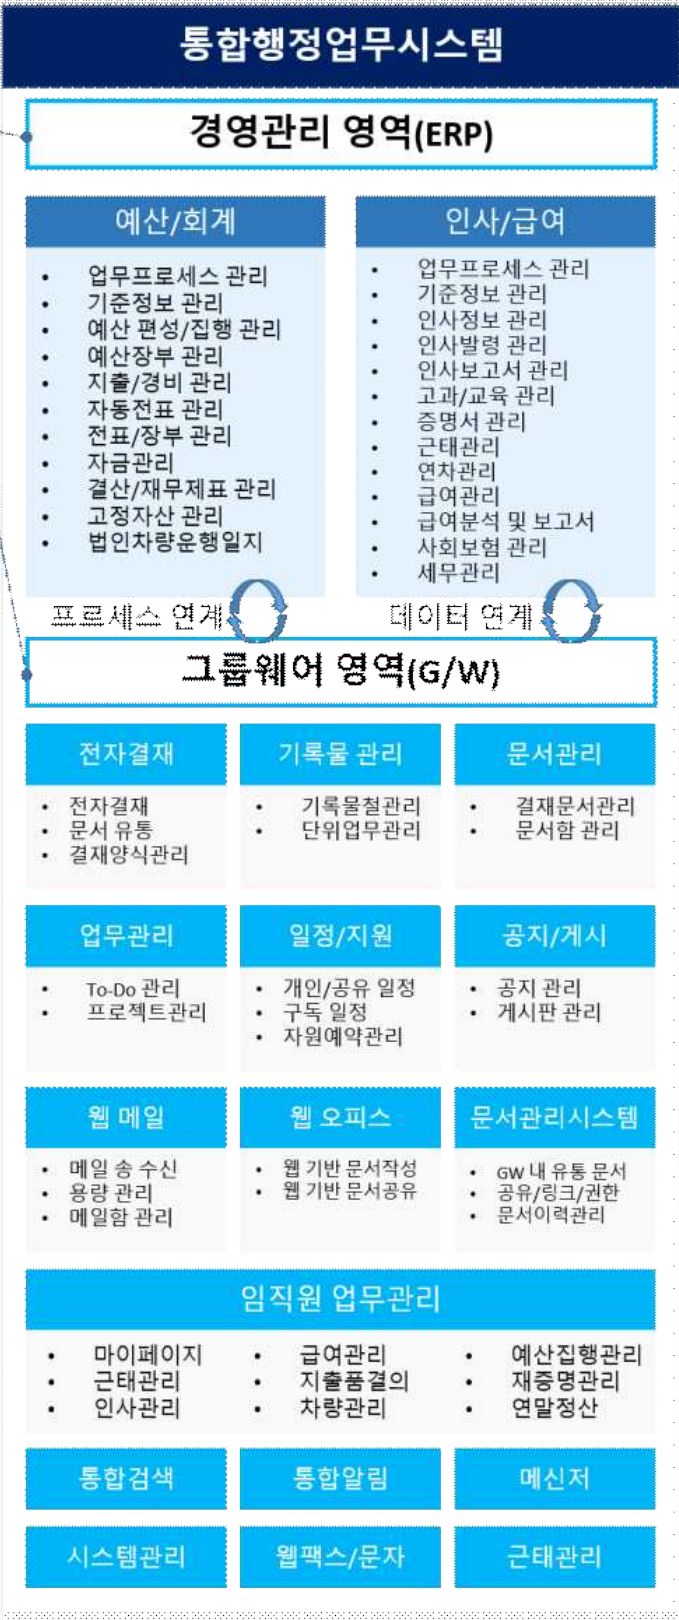 통합행정업무시스템
경영관리 영역(ERP)
예산/회계
• 업무프로세스 관리
• 기준정보 관리
• 예산 편성/집행 관리
• 예산장부 관리
• 지출/경비 관리
• 자동전표 관리
• 전표/장부 관리
• 자금관리
• 결산/재무제표 관리
• 고정자산 관리
• 법인차량운행일지
인사/급여
• 업무프로세스 관리
• 기준정보 관리
• 인사정보 관리
• 인사발령 관리
• 인사보고서 관리
• 고과/교육 관리
• 증명서 관리
• 근태관리
• 연차관리
• 급여관리
• 급여분석 및 보고서
• 사회보험 관리
• 세무관리
프로세스 연계
데이터 연계
그룹웨어 영역(G/W)
전자결재
• 전자결재
• 문서 유통
• 결재양식관리
기록물 관리
• 기록물철관리
• 단위업무관리
문서관리
• 결재문서관리
• 문서함 관리
업무관리
• To-Do 관리
• 프로젝트관리
일정/지원
• 개인/공유 일정
• 구독 일정
• 자원예약관리
공지/게시
• 공지 관리
• 게시판 관리
웹 메일
• 메일 송 수신
• 용량 관리
• 메일함 관리
웹 오피스
• 웹 기반 문서작성
• 웹 기반 문서공유
문서관리시스템
• GW 내 유통 문서
• 공유/링크/권한
• 문서이력관리
임직원 업무관리
• 마이페이지
• 근태관리
• 인사관리
• 급여관리
• 지출품결의
• 차량관리
• 예산집행관리
• 재증명관리
• 연말정산
통합검색
통합알림
메신저
시스템관리
웹팩스/문자
근태관리